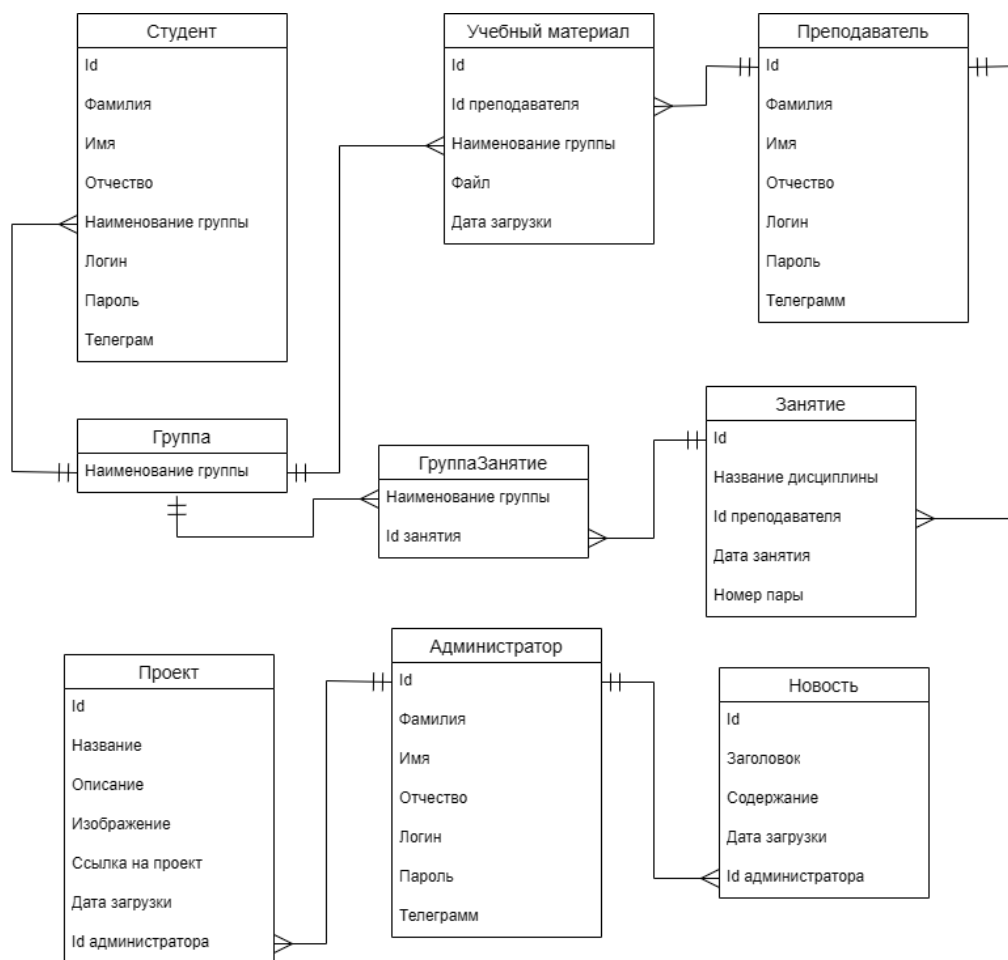 Студент
Id
Фамилия
Имя
Отчество
Наименование группы
Логин
Пароль
Телеграм
Учебный материал
Id
Id преподавателя
Наименование группы
Файл
Дата загрузки
Преподаватель
Id
Фамилия
Имя
Отчество
Логин
Пароль
Телеграмм
Группа
Наименование группы
ГруппаЗанятие
Наименование группы
Id занятия
Занятие
Id
Название дисциплины
Id преподавателя
Дата занятия
Номер пары
Проект
Id
Название
Описание
Изображение
Ссылка на проект
Дата загрузки
Id администратора
Администратор
Id
Фамилия
Имя
Отчество
Логин
Пароль
Телеграмм
Новость
Id
Заголовок
Содержание
Дата загрузки
Id администратора